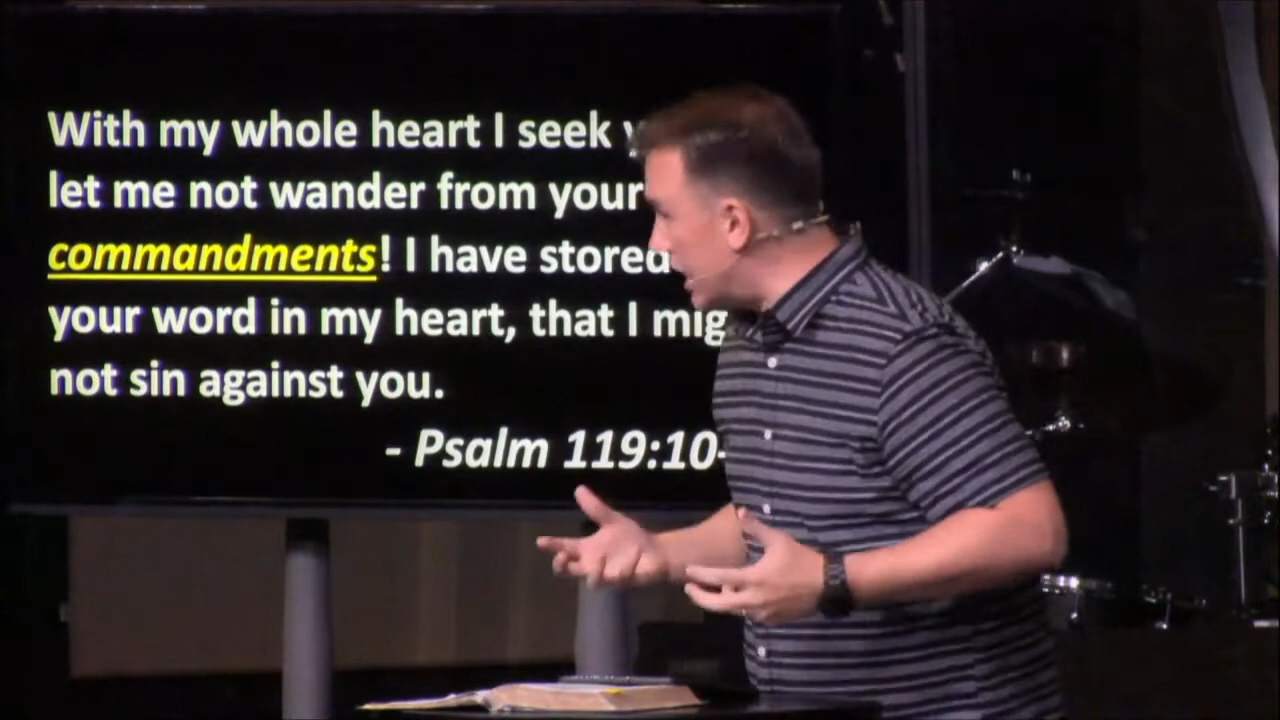 With my whole heart I seek
let me not wander from your
commandments! I have stored
your word in my heart, that I mig
not sin against you.
- Psalm 119:10-